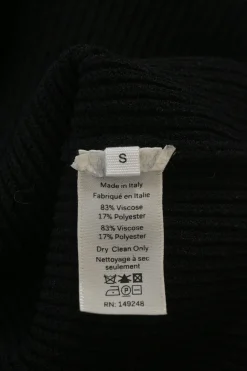 S
Made in Italy
Fabriqué en Italie
83% Viscose
17% Polyester
83% Viscose
17% Polyester
Dry Clean Only
Nettoyage à sec
seulement
RN: 149248